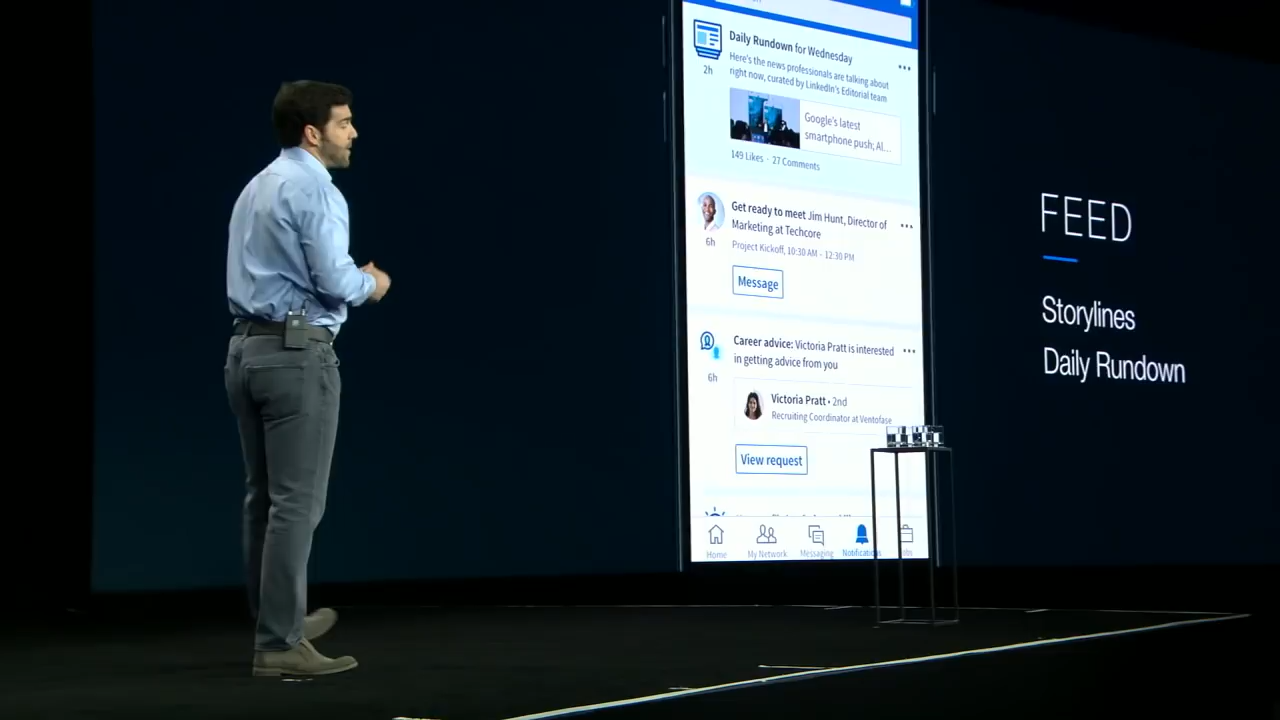 Daily Rundown for Wednesday
2h
Here's the news professionals are talking about
right now, curated by LinkedIn's Editorial team
Google's latest
smartphone push; AI...
149 Likes · 27 Comments
Get ready to meet Jim Hunt, Director of
Marketing at Techcore
6h
Project Kickoff, 10:30 AM - 12:30 PM
Message
Career advice: Victoria Pratt is interested
in getting advice from you
6h
Victoria Pratt • 2nd
Recruiting Coordinator at Ventofase
View request
Home
My Network
Messaging
FEED
Storylines
Daily Rundown